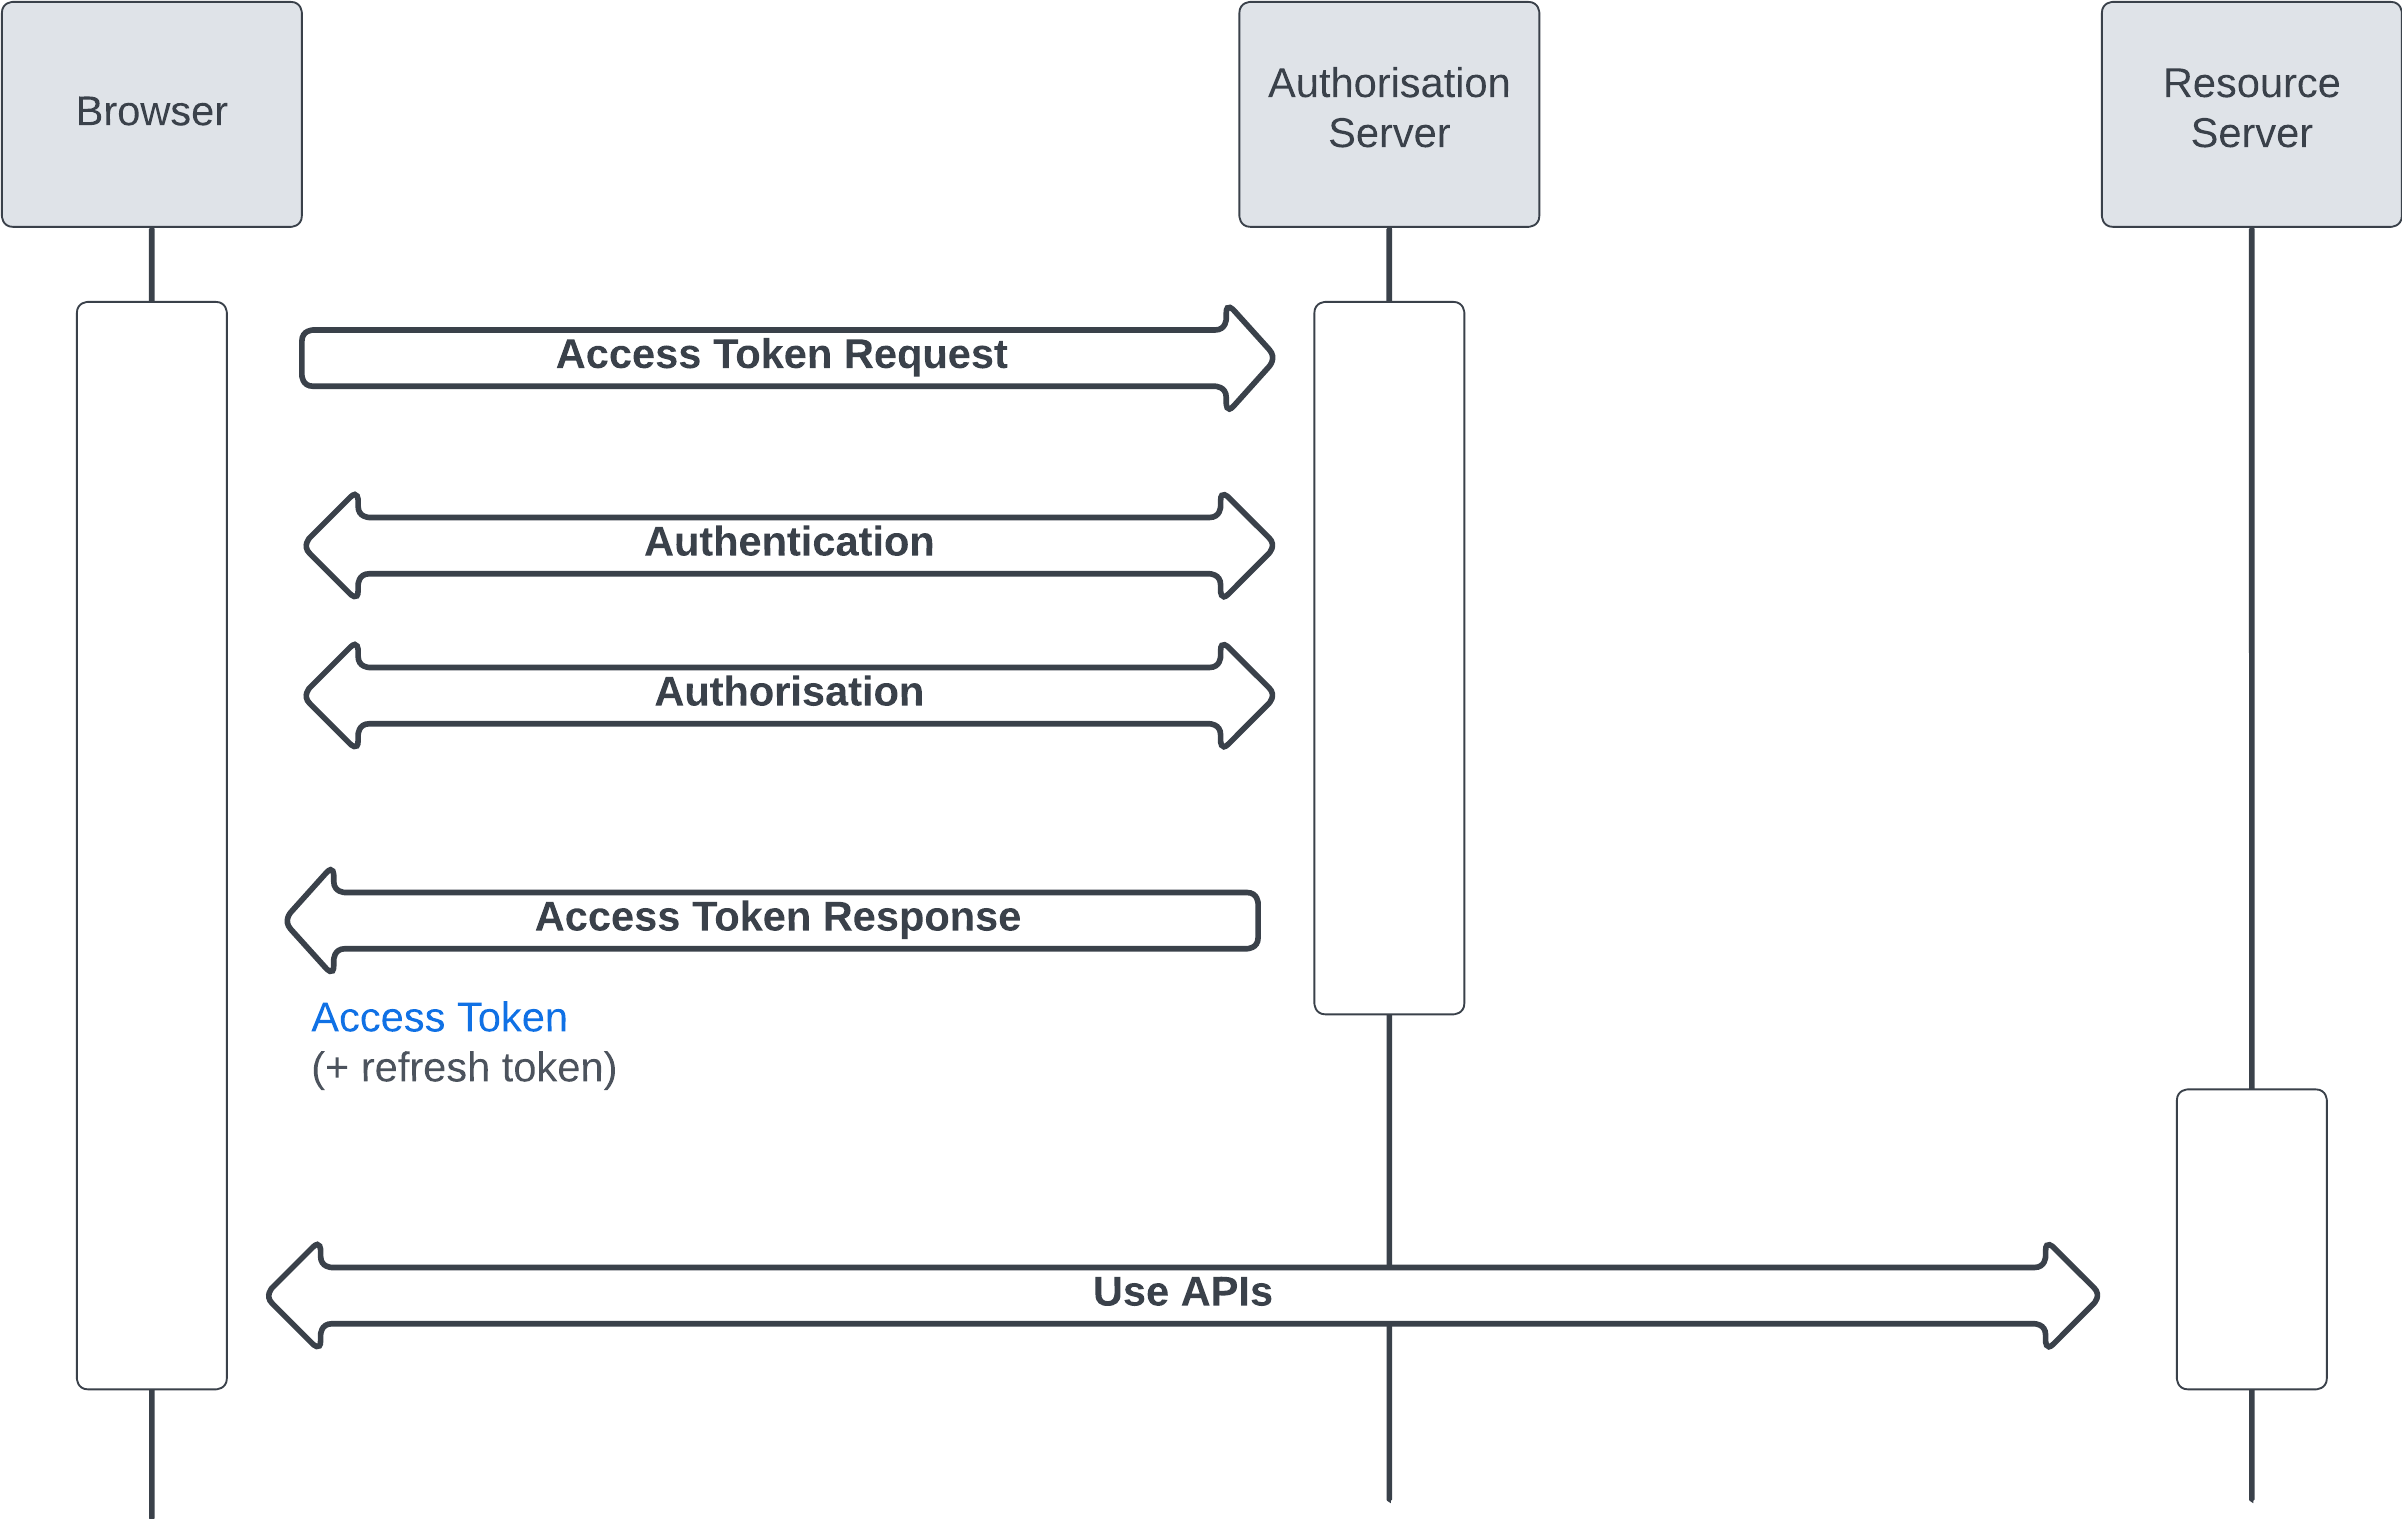 Browser
Authorisation
Server
Resource
Server
Access Token Request
Authentication
Authorisation
Access Token Response
Access Token
(+ refresh token)
Use APIs